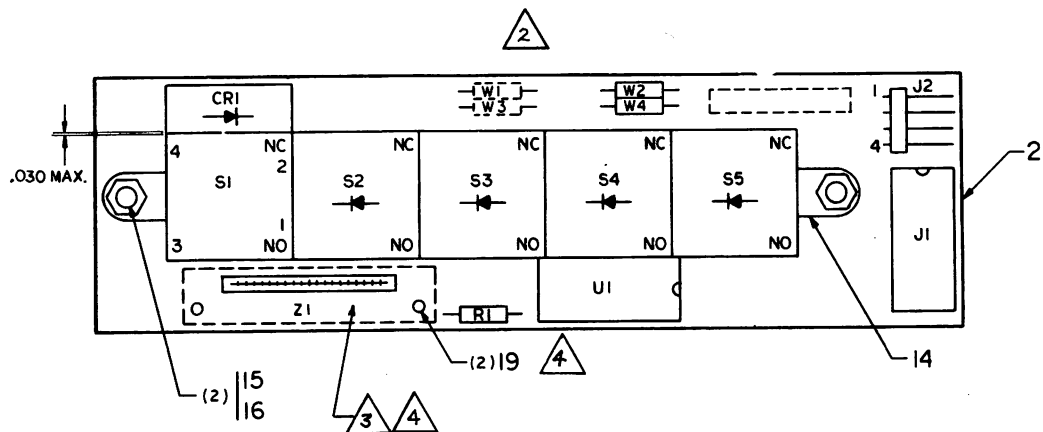 2
W1 W2 J2
CR1 W3 W4 1
4 NC NC NC NC NC 4
.030 MAX. 2 2
S1 S2 S3 S4 S5
1 J1
3 NO NO NO NO NO
Z1 U1
R1
(2) 19 4 14
(2) 15
16 3 4